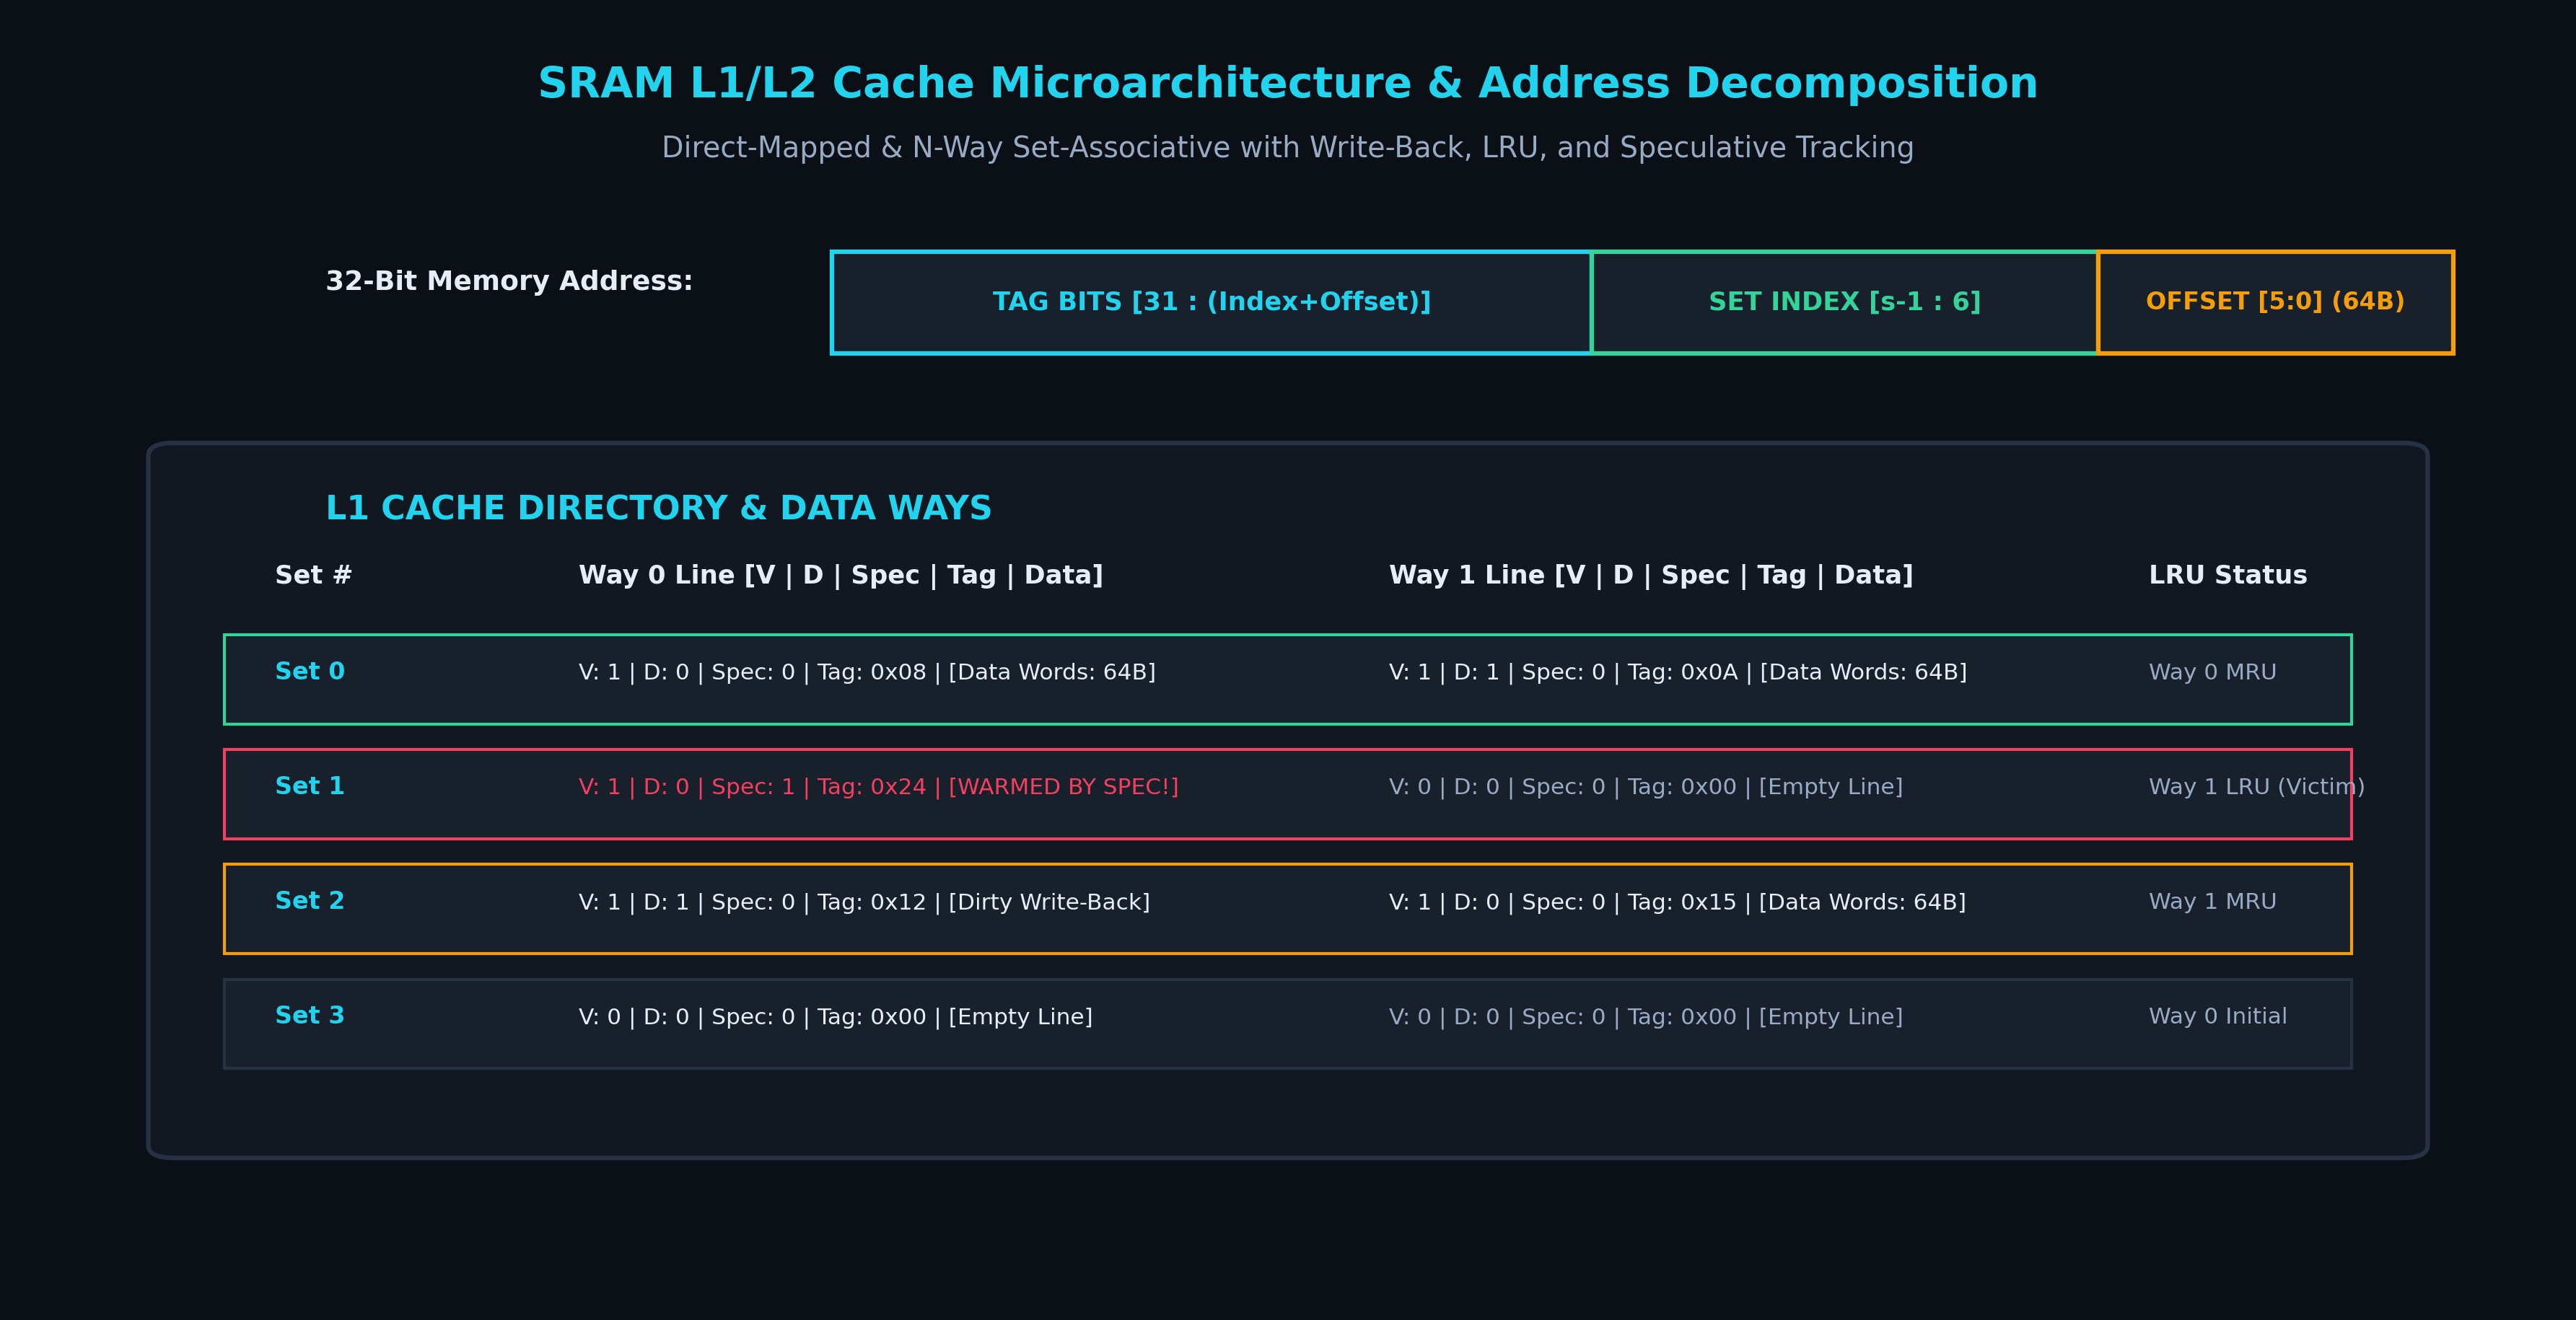 SRAM L1/L2 Cache Microarchitecture & Address Decomposition
Direct-Mapped & N-Way Set-Associative with Write-Back, LRU, and Speculative Tracking
32-Bit Memory Address: TAG BITS [31 : (Index+Offset)] SET INDEX [s-1 : 6] OFFSET [5:0] (64B)
L1 CACHE DIRECTORY & DATA WAYS
Set # Way 0 Line [V | D | Spec | Tag | Data] Way 1 Line [V | D | Spec | Tag | Data] LRU Status
Set 0 V: 1 | D: 0 | Spec: 0 | Tag: 0x08 | [Data Words: 64B] V: 1 | D: 1 | Spec: 0 | Tag: 0x0A | [Data Words: 64B] Way 0 MRU
Set 1 V: 1 | D: 0 | Spec: 1 | Tag: 0x24 | [WARMED BY SPEC!] V: 0 | D: 0 | Spec: 0 | Tag: 0x00 | [Empty Line] Way 1 LRU (Victim)
Set 2 V: 1 | D: 1 | Spec: 0 | Tag: 0x12 | [Dirty Write-Back] V: 1 | D: 0 | Spec: 0 | Tag: 0x15 | [Data Words: 64B] Way 1 MRU
Set 3 V: 0 | D: 0 | Spec: 0 | Tag: 0x00 | [Empty Line] V: 0 | D: 0 | Spec: 0 | Tag: 0x00 | [Empty Line] Way 0 Initial